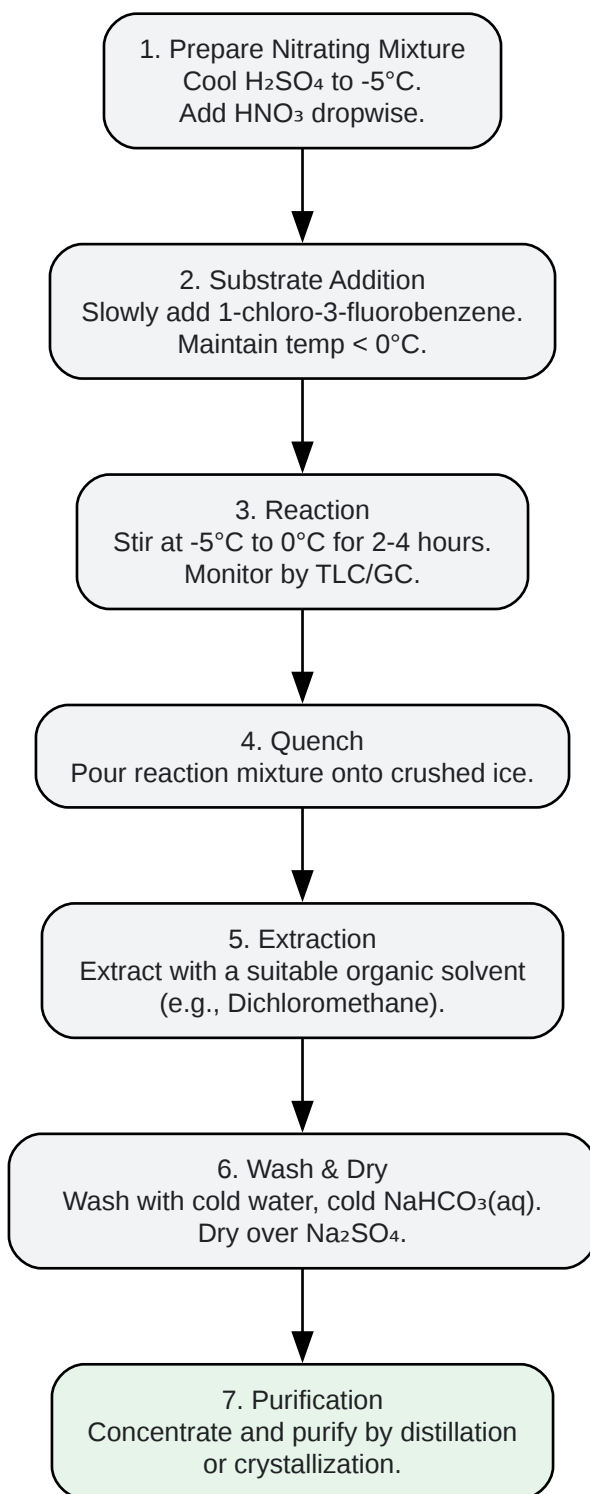 1. Prepare Nitrating Mixture
Cool H₂SO₄ to -5°C.
Add HNO₃ dropwise.
2. Substrate Addition
Slowly add 1-chloro-3-fluorobenzene.
Maintain temp < 0°C.
3. Reaction
Stir at -5°C to 0°C for 2-4 hours.
Monitor by TLC/GC.
4. Quench
Pour reaction mixture onto crushed ice.
5. Extraction
Extract with a suitable organic solvent
(e.g., Dichloromethane).
6. Wash & Dry
Wash with cold water, cold NaHCO₃(aq).
Dry over Na₂SO₄.
7. Purification
Concentrate and purify by distillation
or crystallization.